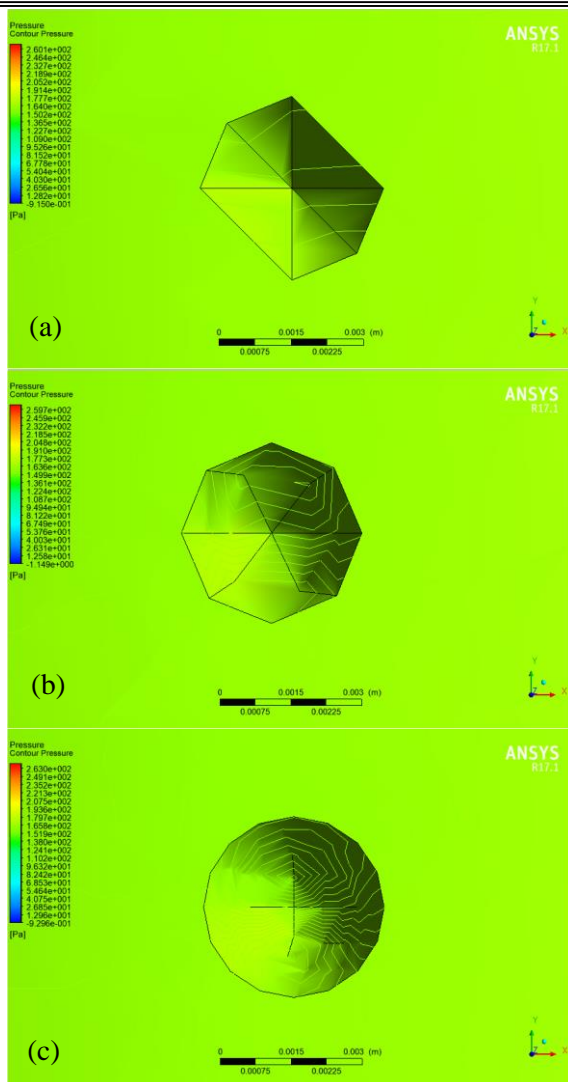 Pressure
Contour Pressure
2.601e+002
2.464e+002
2.327e+002
2.189e+002
2.052e+002
1.914e+002
1.777e+002
1.640e+002
1.502e+002
1.365e+002
1.227e+002
1.090e+002
9.526e+001
8.152e+001
6.778e+001
5.404e+001
4.030e+001
2.656e+001
1.282e+001
-9.150e-001
[Pa]
ANSYS
R17.1
(a)
0 0.0015 0.003 (m)
0.00075 0.00225
Y
Z X
Pressure
Contour Pressure
2.597e+002
2.459e+002
2.322e+002
2.185e+002
2.048e+002
1.910e+002
1.773e+002
1.636e+002
1.499e+002
1.361e+002
1.224e+002
1.087e+002
9.494e+001
8.122e+001
6.749e+001
5.376e+001
4.003e+001
2.631e+001
1.258e+001
-1.149e+000
[Pa]
ANSYS
R17.1
(b)
0 0.0015 0.003 (m)
0.00075 0.00225
Y
Z X
Pressure
Contour Pressure
2.630e+002
2.491e+002
2.352e+002
2.213e+002
2.075e+002
1.936e+002
1.797e+002
1.658e+002
1.519e+002
1.380e+002
1.241e+002
1.102e+002
9.632e+001
8.242e+001
6.853e+001
5.464e+001
4.075e+001
2.685e+001
1.296e+001
-9.296e-001
[Pa]
ANSYS
R17.1
(c)
0 0.0015 0.003 (m)
0.00075 0.00225
Y
Z X